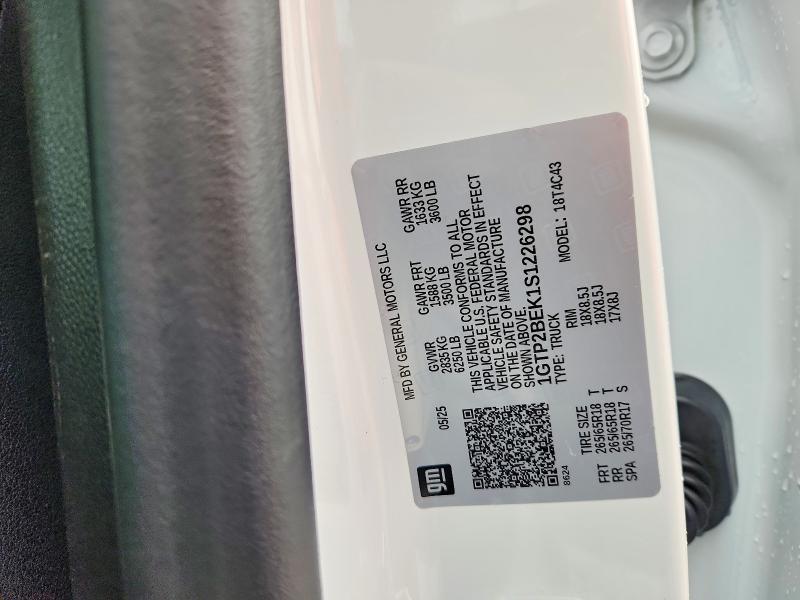 gm
05/25
MFD BY GENERAL MOTORS LLC
GVWR GAWR FRT GAWR RR
2835 KG 1588 KG 1633 KG
6250 LB 3500 LB 3600 LB
THIS VEHICLE CONFORMS TO ALL
APPLICABLE U.S. FEDERAL MOTOR
VEHICLE SAFETY STANDARDS IN EFFECT
ON THE DATE OF MANUFACTURE
SHOWN ABOVE.
1GTP2BEK1S1226298
TYPE: TRUCK MODEL: 18T4C43
8624
TIRE SIZE RIM
FRT 265/65R18 T 18X8.5J
RR 265/65R18 T 18X8.5J
SPA 265/70R17 S 17X8J